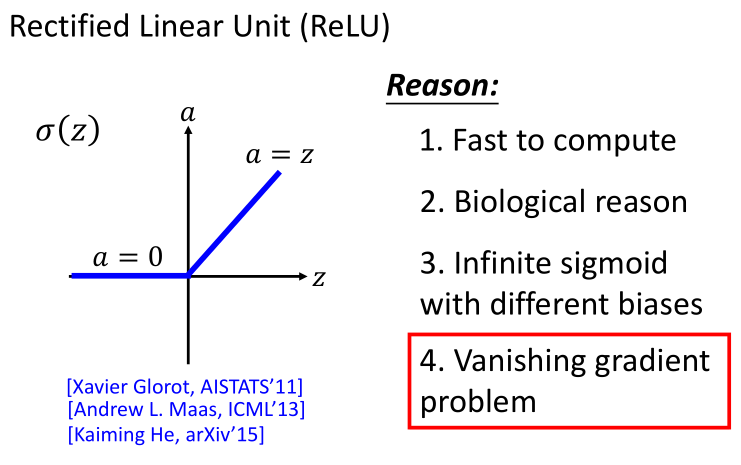 Rectified Linear Unit (ReLU)
σ(z)
a
a = z
a = 0
z
[Xavier Glorot, AISTATS’11]
[Andrew L. Maas, ICML’13]
[Kaiming He, arXiv’15]
Reason:
1. Fast to compute
2. Biological reason
3. Infinite sigmoid
with different biases
4. Vanishing gradient
problem